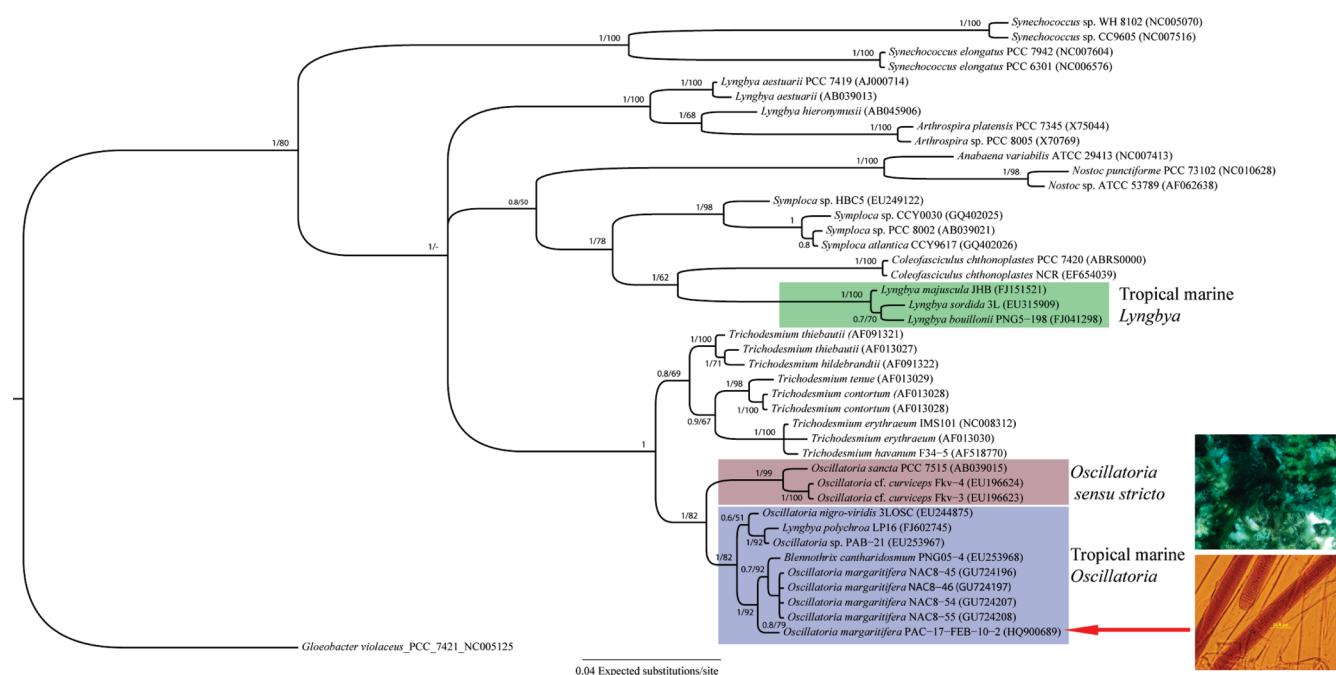 1/100
Synechococcus sp. WH 8102 (NC005070)
Synechococcus sp. CC9605 (NC007516)
1/100
1/100
Synechococcus elongatus PCC 7942 (NC007604)
Synechococcus elongatus PCC 6301 (NC006576)
1/80
1/100
Lyngbya aestuarii PCC 7419 (AJ000714)
Lyngbya aestuarii (AB039013)
1/100
Lyngbya hieronymusii (AB045906)
1/68
1/100
Arthrospira platensis PCC 7345 (X75044)
Arthrospira sp. PCC 8005 (X70769)
1/100
Anabaena variabilis ATCC 29413 (NC007413)
1/98
Nostoc punctiforme PCC 73102 (NC010628)
Nostoc sp. ATCC 53789 (AF062638)
0.8/50
1/98
Symploca sp. HBC5 (EU249122)
1
Symploca sp. CCY0030 (GQ402025)
Symploca sp. PCC 8002 (AB039021)
0.8
Symploca atlantica CCY9617 (GQ402026)
1/-
1/78
1/62
1/100
Coleofasciculus chthonoplastes PCC 7420 (ABRS0000)
Coleofasciculus chthonoplastes NCR (EF654039)
1/100
Lyngbya majuscula JHB (FJ151521)
Lyngbya sordida 3L (EU315909)
0.7/70
Lyngbya bouillonii PNG5-198 (FJ041298)
Tropical marine
Lyngbya
1/100
Trichodesmium thiebautii (AF091321)
Trichodesmium thiebautii (AF013027)
1/71
Trichodesmium hildebrandtii (AF091322)
0.8/69
1/98
Trichodesmium tenue (AF013029)
Trichodesmium contortum (AF013028)
1/100
Trichodesmium contortum (AF013028)
0.9/67
1/100
Trichodesmium erythraeum IMS101 (NC008312)
Trichodesmium erythraeum (AF013030)
Trichodesmium havanum F34-5 (AF518770)
1
1/99
Oscillatoria sancta PCC 7515 (AB039015)
Oscillatoria cf. curviceps Fkv-4 (EU196624)
1/100
Oscillatoria cf. curviceps Fkv-3 (EU196623)
Oscillatoria
sensu stricto
1/82
0.6/51
Oscillatoria nigro-viridis 3LOSC (EU244875)
Lyngbya polychroa LP16 (FJ602745)
1/92
Oscillatoria sp. PAB-21 (EU253967)
1/82
0.7/92
Blennothrix cantharidosmum PNG05-4 (EU253968)
Oscillatoria margaritifera NAC8-45 (GU724196)
Oscillatoria margaritifera NAC8-46 (GU724197)
Oscillatoria margaritifera NAC8-54 (GU724207)
1/92
Oscillatoria margaritifera NAC8-55 (GU724208)
0.8/79
Oscillatoria margaritifera PAC-17-FEB-10-2 (HQ900689)
Tropical marine
Oscillatoria
Gloeobacter violaceus_PCC_7421_NC005125
0.04 Expected substitutions/site